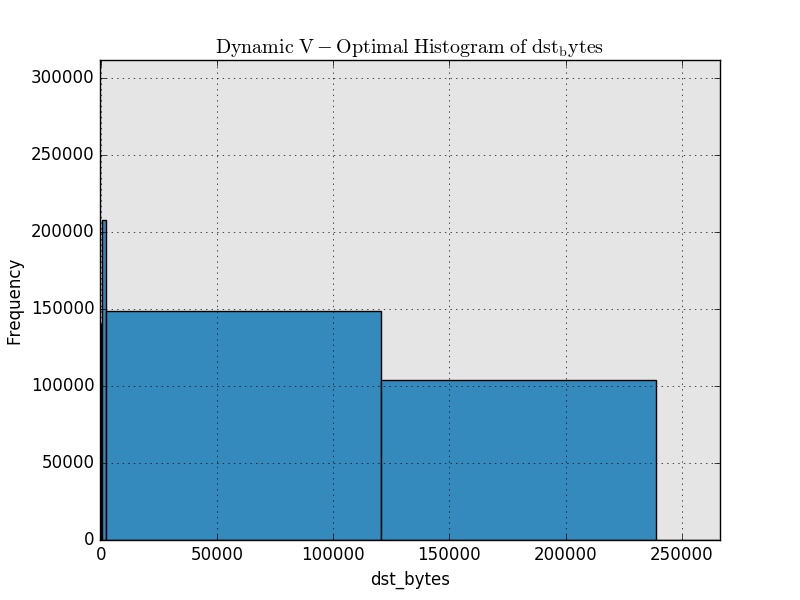 Dynamic V − Optimal Histogram of dst_bytes
300000
250000
200000
150000
100000
50000
0
Frequency
0 50000 100000 150000 200000 250000
dst_bytes